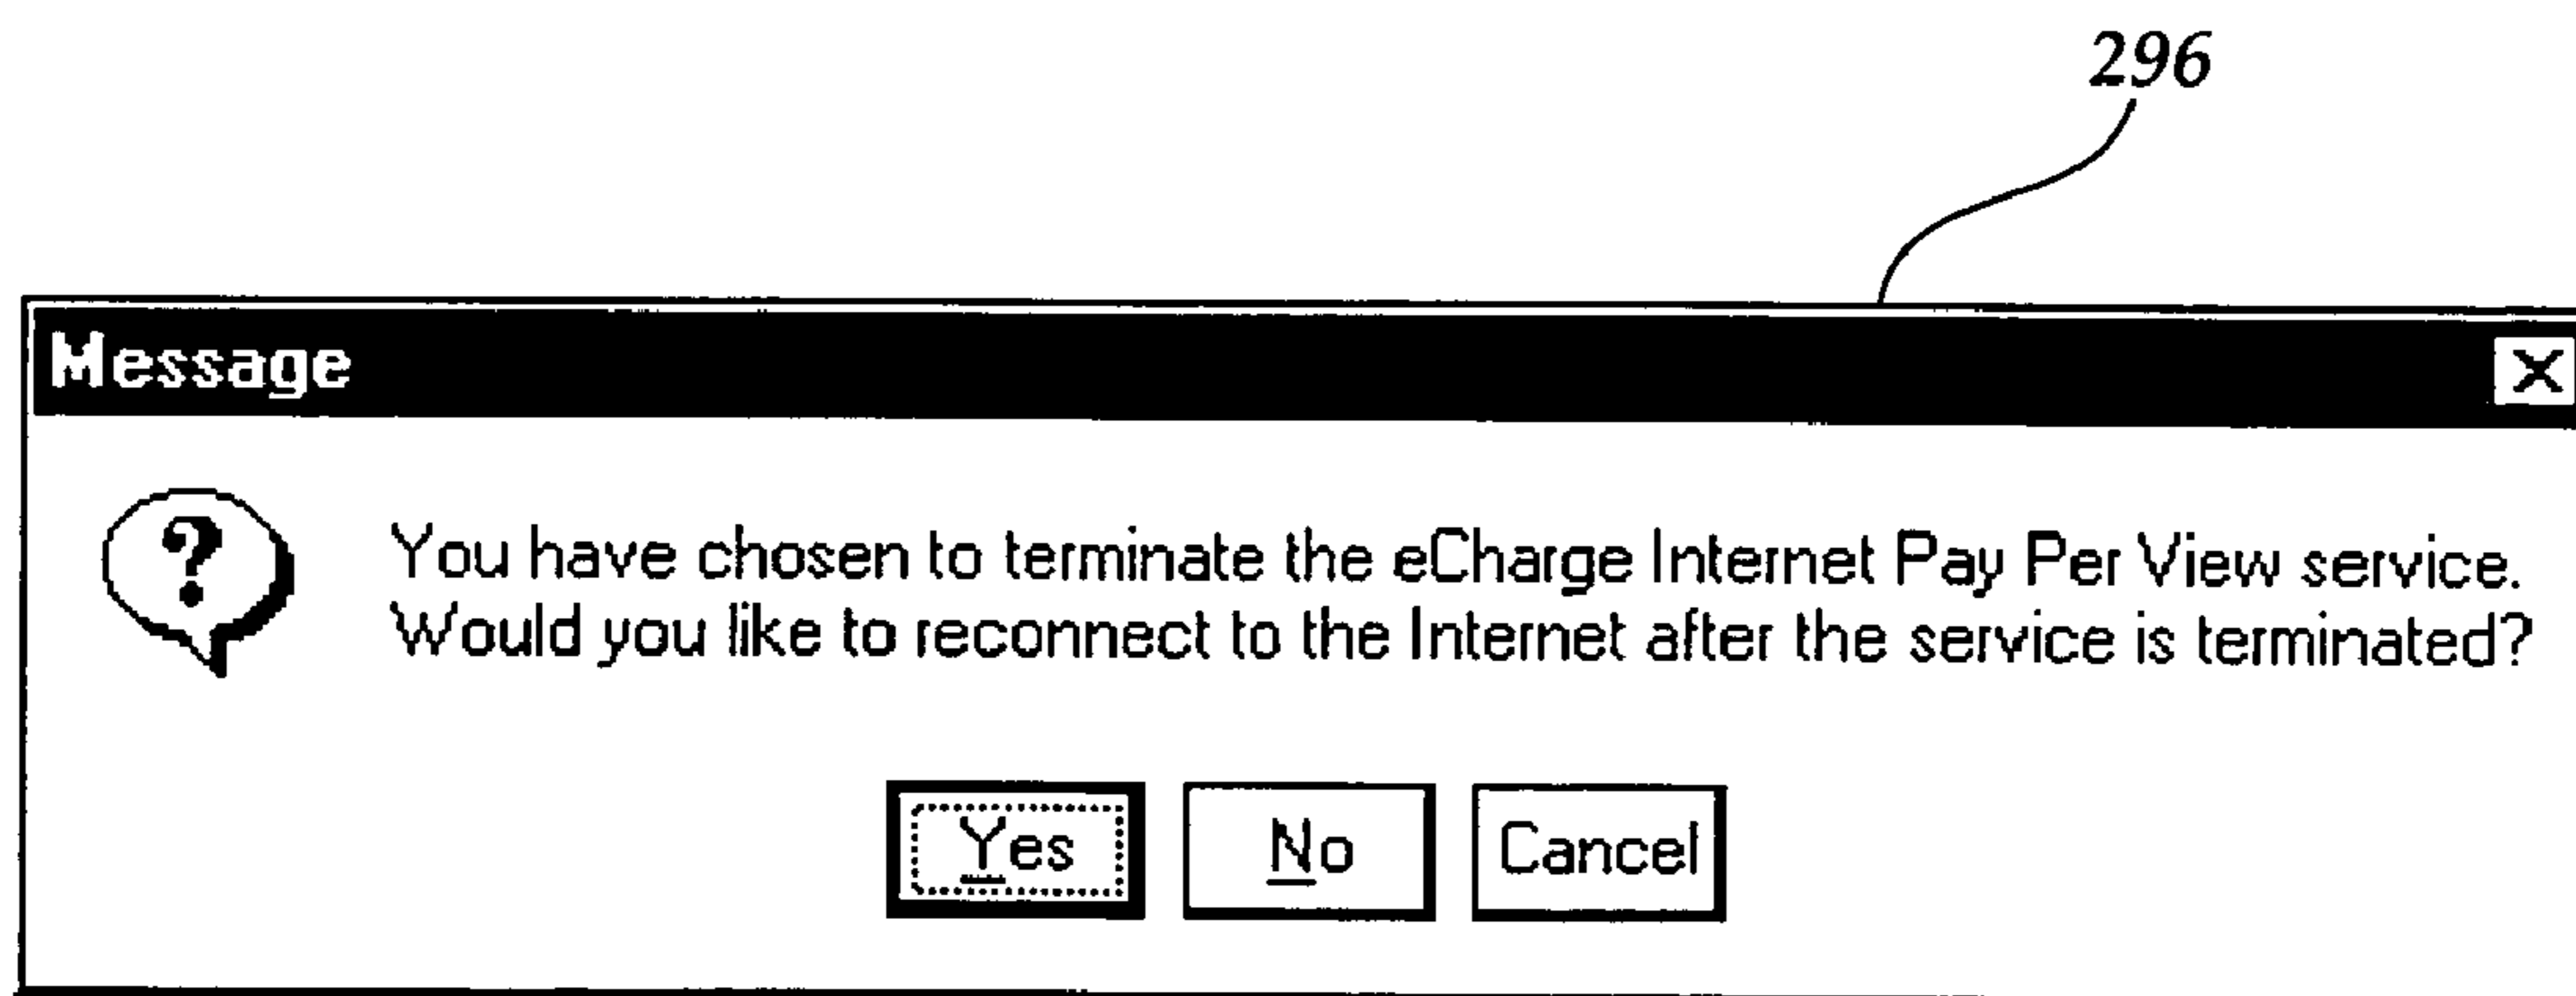 296
Message
You have chosen to terminate the eCharge Internet Pay Per View service.
Would you like to reconnect to the Internet after the service is terminated?
Yes No Cancel